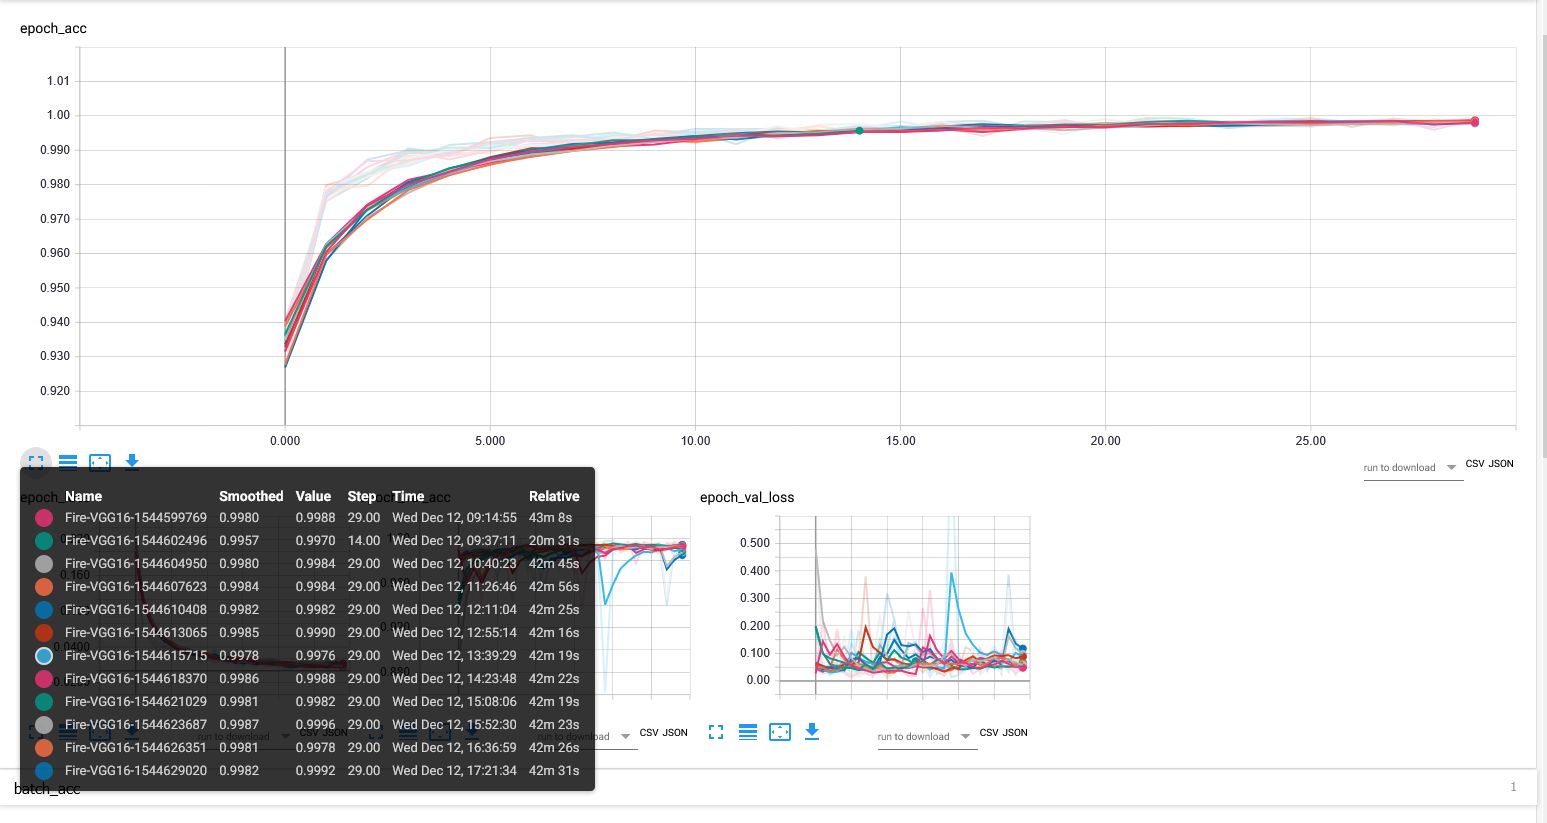 epoch_acc
1.01
1.00
0.990
0.980
0.970
0.960
0.950
0.940
0.930
0.920
0.000 5.000 10.00 15.00 20.00 25.00
run to download CSV JSON
epoch_val_loss
Name Smoothed Value Step Time Relative
Fire-VGG16-1544599769 0.9980 0.9988 29.00 Wed Dec 12, 09:14:55 43m 8s
Fire-VGG16-1544602496 0.9957 0.9970 14.00 Wed Dec 12, 09:37:11 20m 31s
Fire-VGG16-1544604950 0.9980 0.9984 29.00 Wed Dec 12, 10:40:23 42m 45s
Fire-VGG16-1544607623 0.9984 0.9984 29.00 Wed Dec 12, 11:26:46 42m 56s
Fire-VGG16-1544610408 0.9982 0.9982 29.00 Wed Dec 12, 12:11:04 42m 25s
Fire-VGG16-1544613065 0.9985 0.9990 29.00 Wed Dec 12, 12:55:14 42m 16s
Fire-VGG16-1544615715 0.9978 0.9976 29.00 Wed Dec 12, 13:39:29 42m 19s
Fire-VGG16-1544618370 0.9986 0.9988 29.00 Wed Dec 12, 14:23:48 42m 22s
Fire-VGG16-1544621029 0.9981 0.9982 29.00 Wed Dec 12, 15:08:06 42m 19s
Fire-VGG16-1544623687 0.9987 0.9996 29.00 Wed Dec 12, 15:52:30 42m 23s
Fire-VGG16-1544626351 0.9981 0.9978 29.00 Wed Dec 12, 16:36:59 42m 26s
Fire-VGG16-1544629020 0.9982 0.9992 29.00 Wed Dec 12, 17:21:34 42m 31s
0.500
0.400
0.300
0.200
0.100
0.00
run to download CSV JSON
run to download CSV JSON
run to download CSV JSON
batch_acc 1